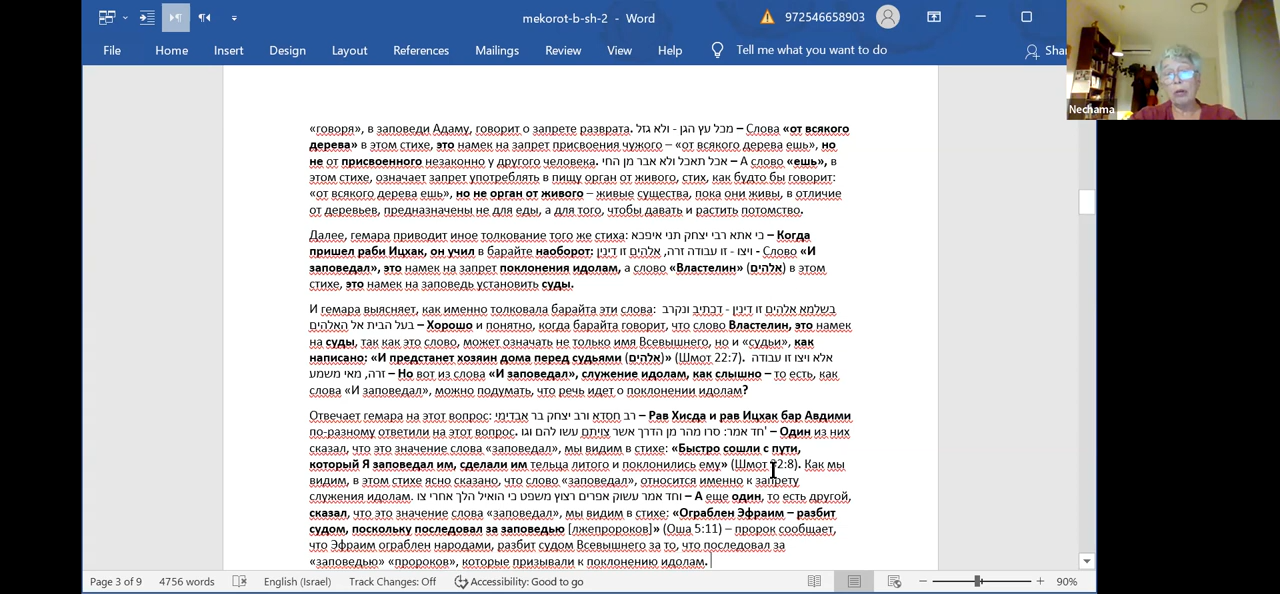 mekorot-b-sh-2 - Word
972546658903
File Home Insert Design Layout References Mailings Review View Help Tell me what you want to do Shar
Nechama
«говоря», в заповеди Адаму, говорит о запрете разврата. מכל עץ הגן - ולא גזל – Слова «от всякого
дерева» в этом стихе, это намек на запрет присвоения чужого – «от всякого дерева ешь», но
не от присвоенного незаконно у другого человека. אכל תאכל ולא אבר מן החי – А слово «ешь», в
этом стихе, означает запрет употреблять в пищу орган от живого, стих, как будто бы говорит:
«от всякого дерева ешь», но не орган от живого – живые существа, пока они живы, в отличие
от деревьев, предназначены не для еды, а для того, чтобы давать и растить потомство.
Далее, гемара приводит иное толкование того же стиха: כי אתא רבי יצחק תני איפכא – Когда
пришел раби Ицхак, он учил в барайте наоборот: ויצו - זו עבודה זרה, אלהים זו דינין - Слово «И
заповедал», это намек на запрет поклонения идолам, а слово «Властелин» (אלהים) в этом
стихе, это намек на заповедь установить суды.
И гемара выясняет, как именно толковала барайта эти слова: בשלמא אלהים זו דינין - דכתיב ונקרב
בעל הבית אל האלהים – Хорошо и понятно, когда барайта говорит, что слово Властелин, это намек
на суды, так как это слово, может означать не только имя Всевышнего, но и «судьи», как
написано: «И предстанет хозяин дома перед судьями (אלהים)» (Шмот 22:7). אלא ויצו זו עבודה
זרה, מאי משמע – Но вот из слова «И заповедал», служение идолам, как слышно – то есть, как
слова «И заповедал», можно подумать, что речь идет о поклонении идолам?
Отвечает гемара на этот вопрос: רב חסדא ורב יצחק בר אבדימי – Рав Хисда и рав Ицхак бар Авдими
по-разному ответили на этот вопрос. חד אמר: סרו מהר מן הדרך אשר צויתם עשו להם וגו' – Один из них
сказал, что это значение слова «заповедал», мы видим в стихе: «Быстро сошли с пути,
который Я заповедал им, сделали им тельца литого и поклонились ему» (Шмот 32:8). Как мы
видим, в этом стихе ясно сказано, что слово «заповедал», относится именно к запрету
служения идолам. וחד אמר עשוק אפרים רצוץ משפט כי הואיל הלך אחרי צו – А еще один, то есть другой,
сказал, что это значение слова «заповедал», мы видим в стихе: «Ограблен Эфраим – разбит
судом, поскольку последовал за заповедью [лжепророков]» (Оша 5:11) – пророк сообщает,
что Эфраим ограблен народами, разбит судом Всевышнего за то, что последовал за
«заповедью» «пророков», которые призывали к поклонению идолам.
Page 3 of 9 4756 words English (Israel) Track Changes: Off Accessibility: Good to go 90%